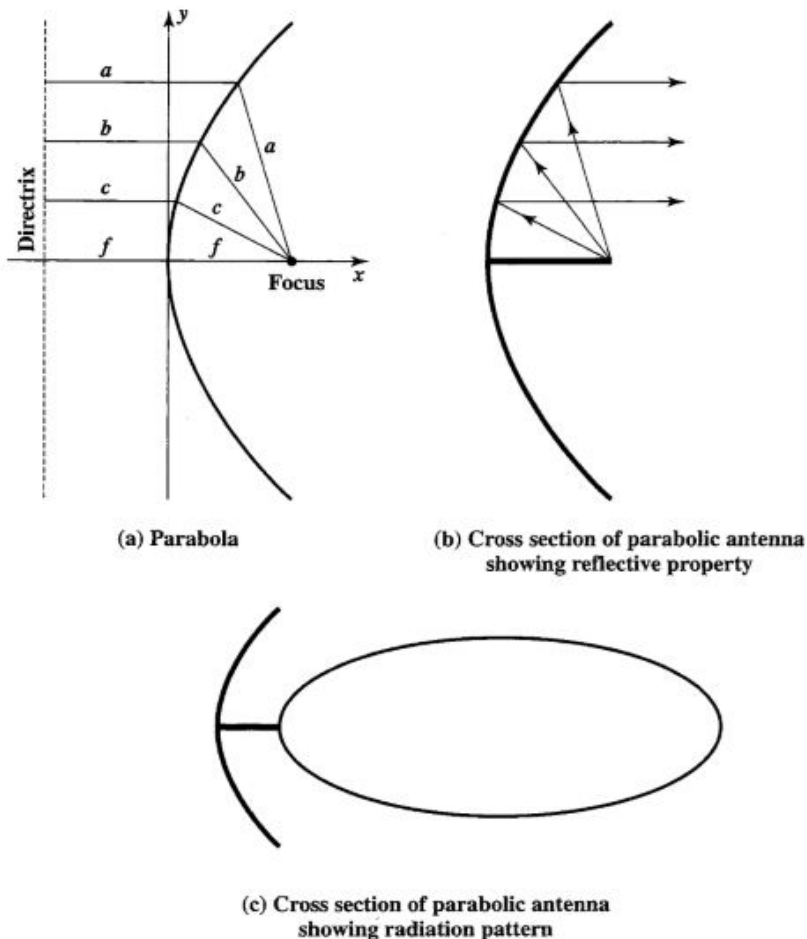 y
a
b
a
b
c
c
Directrix
f
f
Focus
x
(a) Parabola
(b) Cross section of parabolic antenna
showing reflective property
(c) Cross section of parabolic antenna
showing radiation pattern